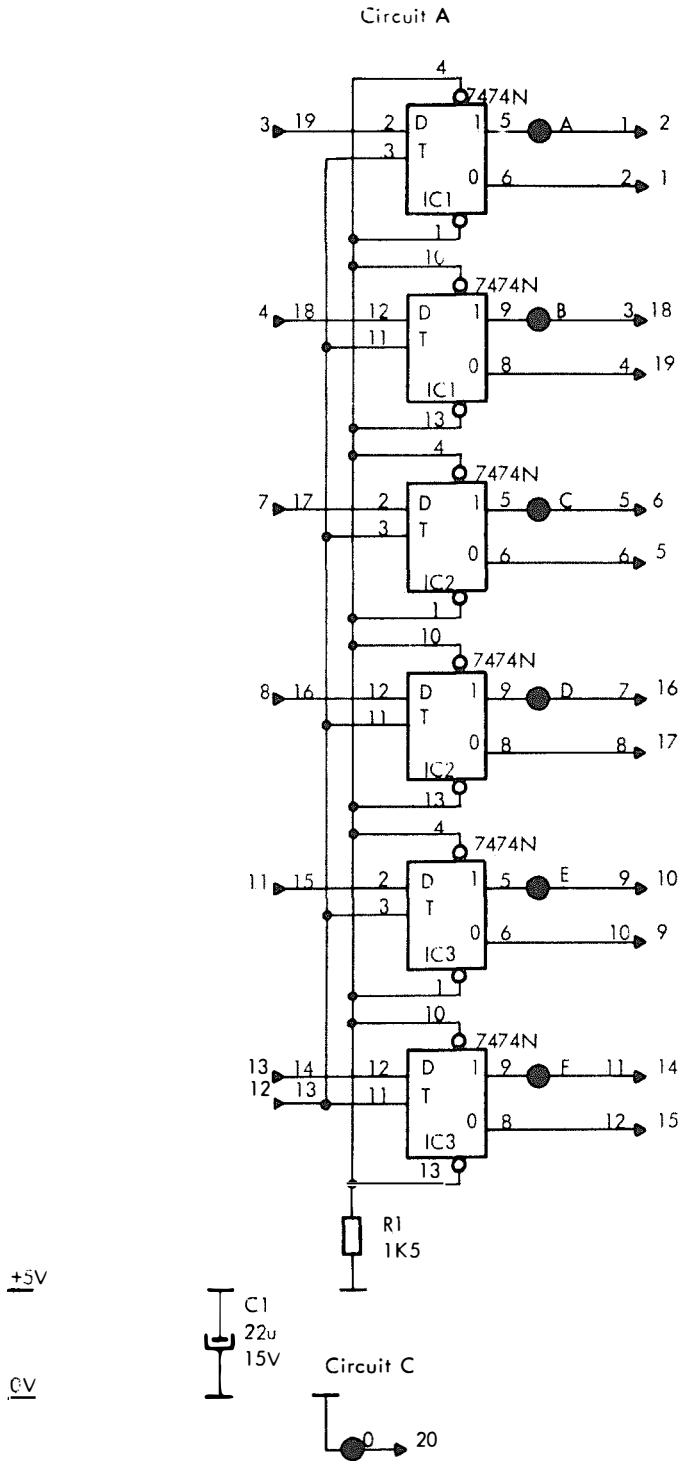 Circuit A
4
7474N
3 19 2 D 1 5 A 1 2
3 T
0 6 2 1
IC1
1
10
7474N
4 18 12 D 1 9 B 3 18
11 T
0 8 4 19
IC1
13
4
7474N
7 17 2 D 1 5 C 5 6
3 T
0 6 6 5
IC2
1
10
7474N
8 16 12 D 1 9 D 7 16
11 T
0 8 8 17
IC2
13
4
7474N
11 15 2 D 1 5 E 9 10
3 T
0 6 10 9
IC3
1
10
7474N
13 14 12 D 1 9 F 11 14
12 13 11 T
0 8 12 15
IC3
13
R1
1K5
+5V
C1
22u
15V
Circuit C
0V
0 20